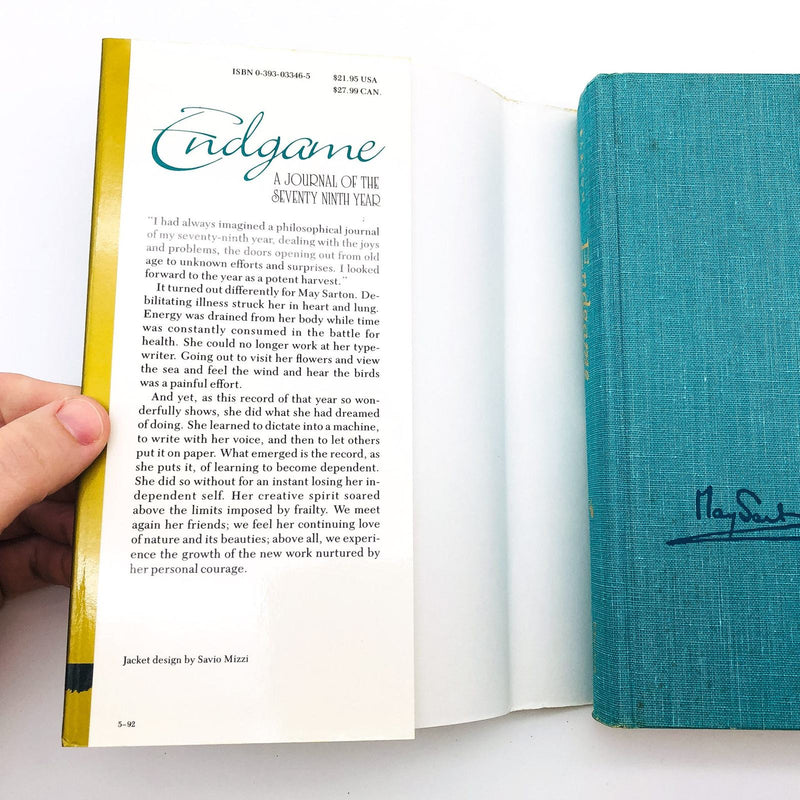 ISBN 0-393-03346-5 $21.95 USA
$27.99 CAN.
Endgame
A JOURNAL OF THE
SEVENTY NINTH YEAR
"I had always imagined a philosophical journal
of my seventy-ninth year, dealing with the joys
and problems, the doors opening out from old
age to unknown efforts and surprises. I looked
forward to the year as a potent harvest."
It turned out differently for May Sarton. De-
bilitating illness struck her in heart and lung.
Energy was drained from her body while time
was constantly consumed in the battle for
health. She could no longer work at her type-
writer. Going out to visit her flowers and view
the sea and feel the wind and hear the birds
was a painful effort.
And yet, as this record of that year so won-
derfully shows, she did what she had dreamed
of doing. She learned to dictate into a machine,
to write with her voice, and then to let others
put it on paper. What emerged is the record, as
she puts it, of learning to become dependent.
She did so without for an instant losing her in-
dependent self. Her creative spirit soared
above the limits imposed by frailty. We meet
again her friends; we feel her continuing love
of nature and its beauties; above all, we experi-
ence the growth of the new work nurtured by
her personal courage.
Jacket design by Savio Mizzi
5-92
Endgame
May Sart